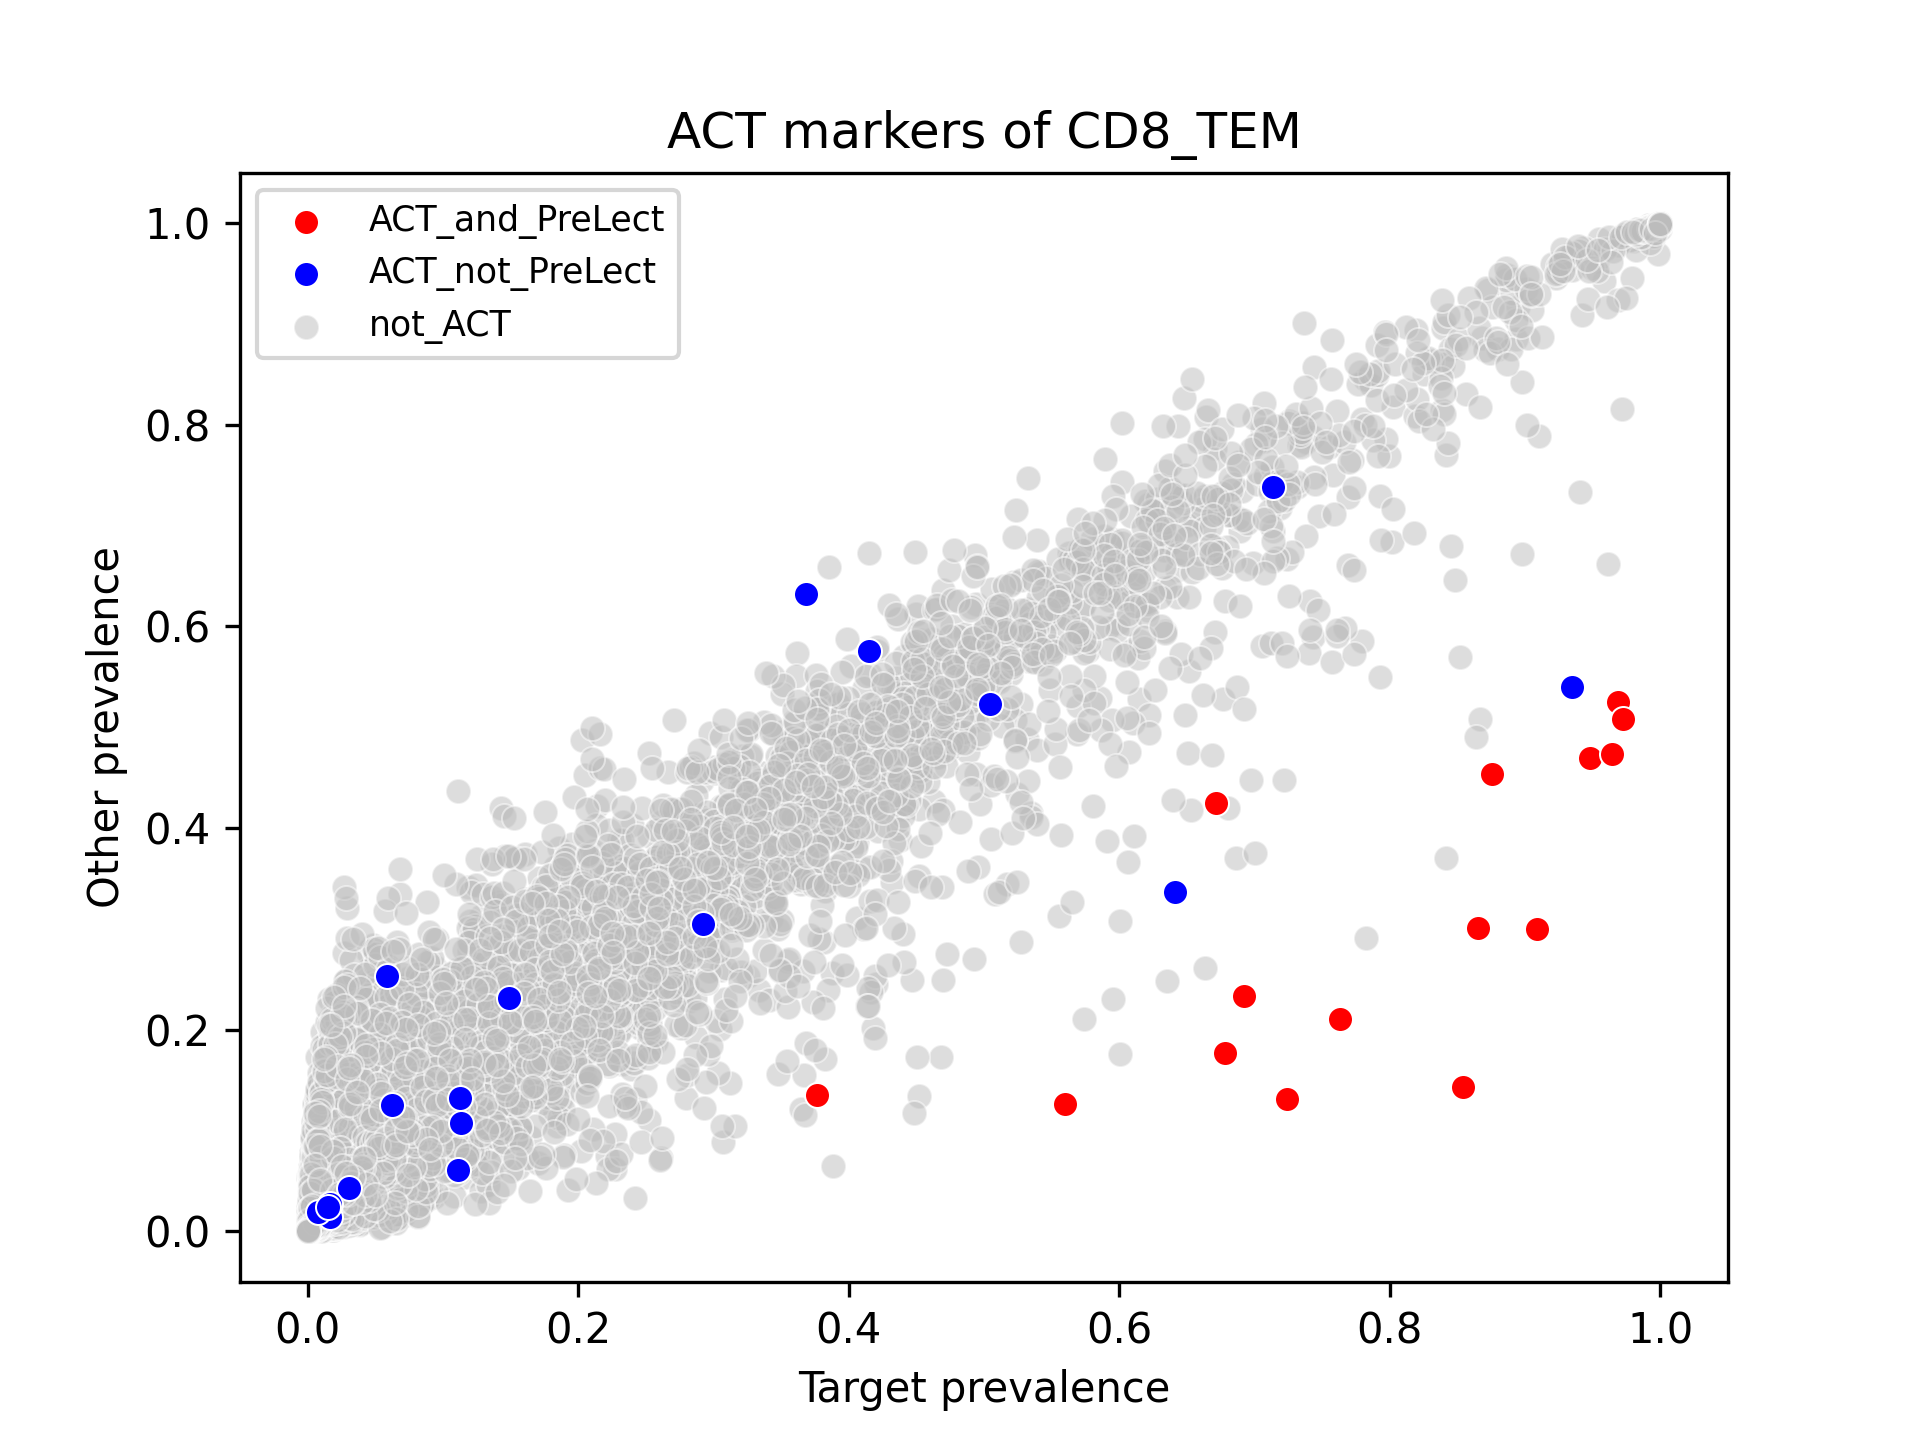 ACT markers of CD8_TEM
ACT_and_PreLect
ACT_not_PreLect
not_ACT
1.0
0.8
0.6
0.4
0.2
0.0
Other prevalence
0.0 0.2 0.4 0.6 0.8 1.0
Target prevalence